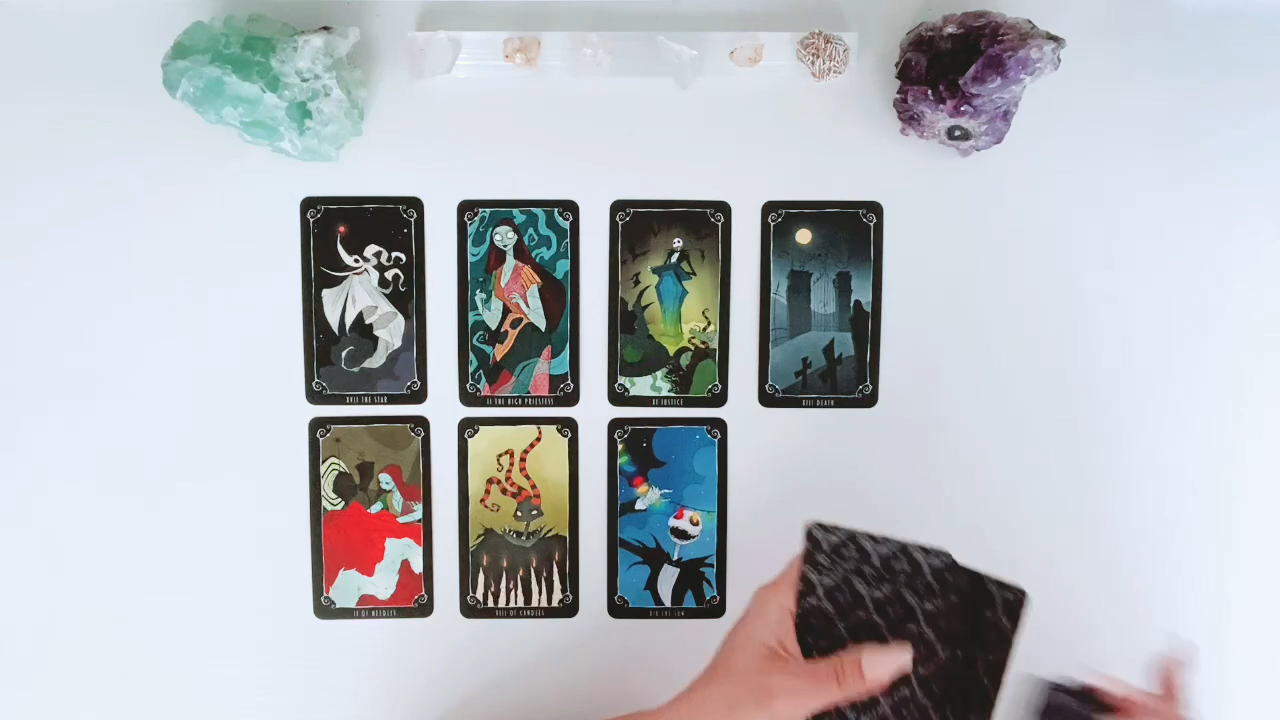 XVII THE STAR
II THE HIGH PRIESTESS
XI JUSTICE
XIII DEATH
II OF NEEDLES
VIII OF CANDLES
XIX THE SUN